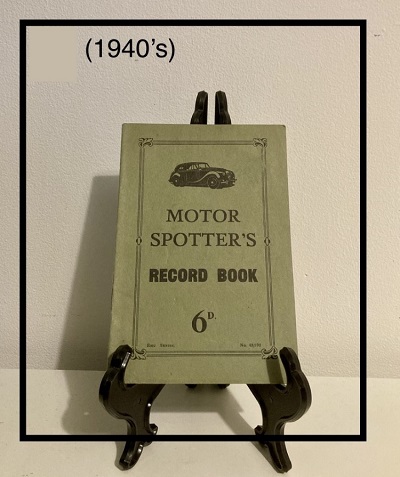 (1940's)
MOTOR
SPOTTER'S
RECORD BOOK
6D.